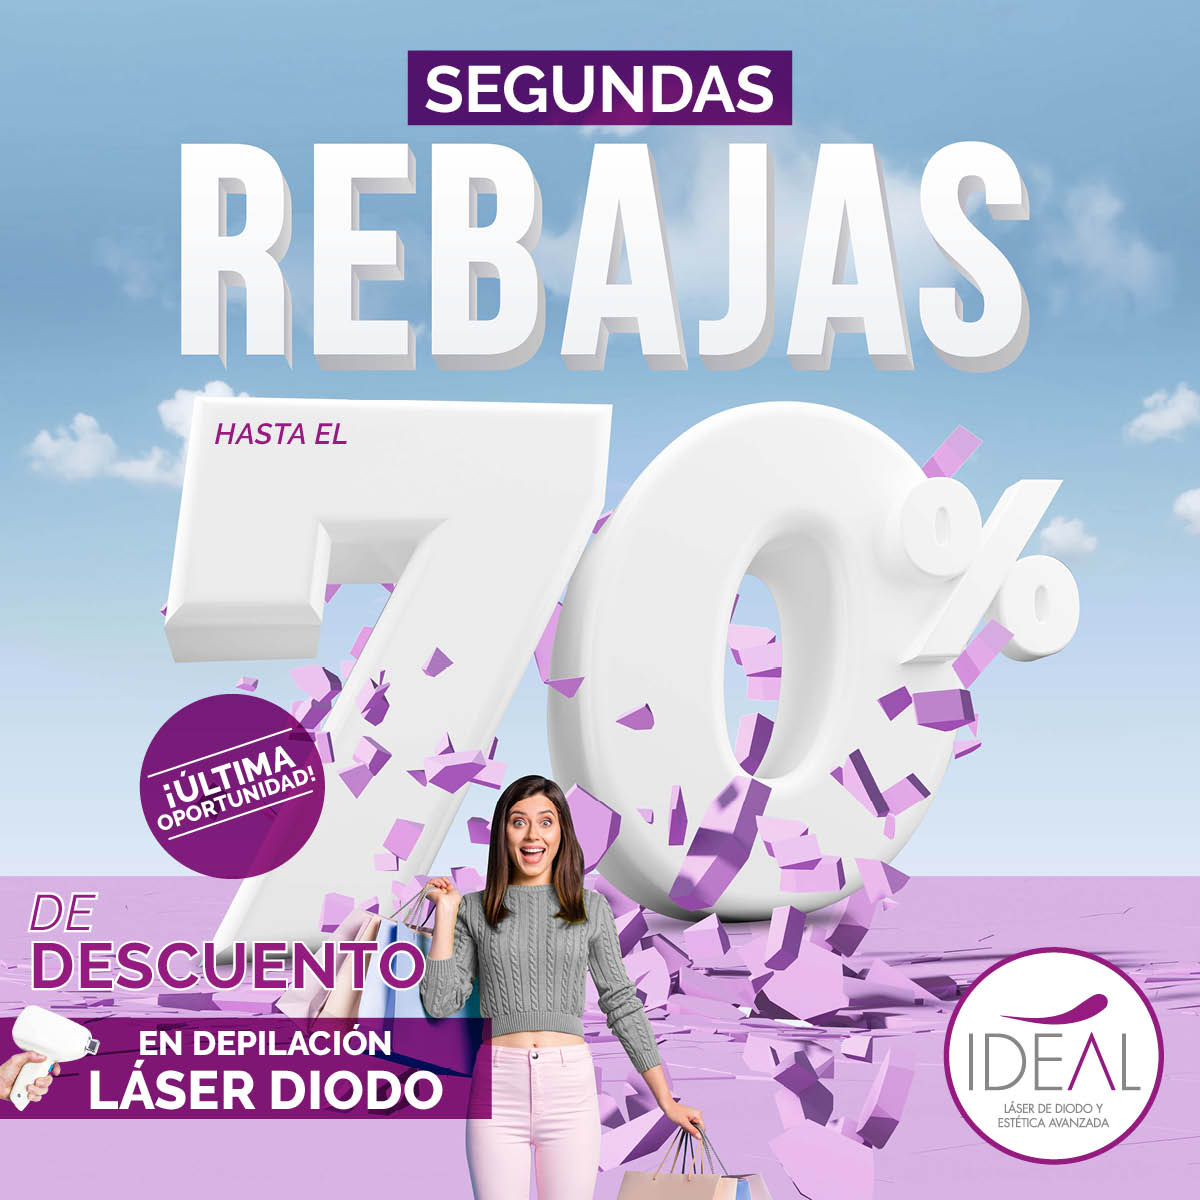 SEGUNDAS
REBAJAS
HASTA EL
70%
¡ÚLTIMA
OPORTUNIDAD!
DE
DESCUENTO
EN DEPILACIÓN
LÁSER DIODO
IDEAL
LÁSER DE DIODO Y
ESTÉTICA AVANZADA